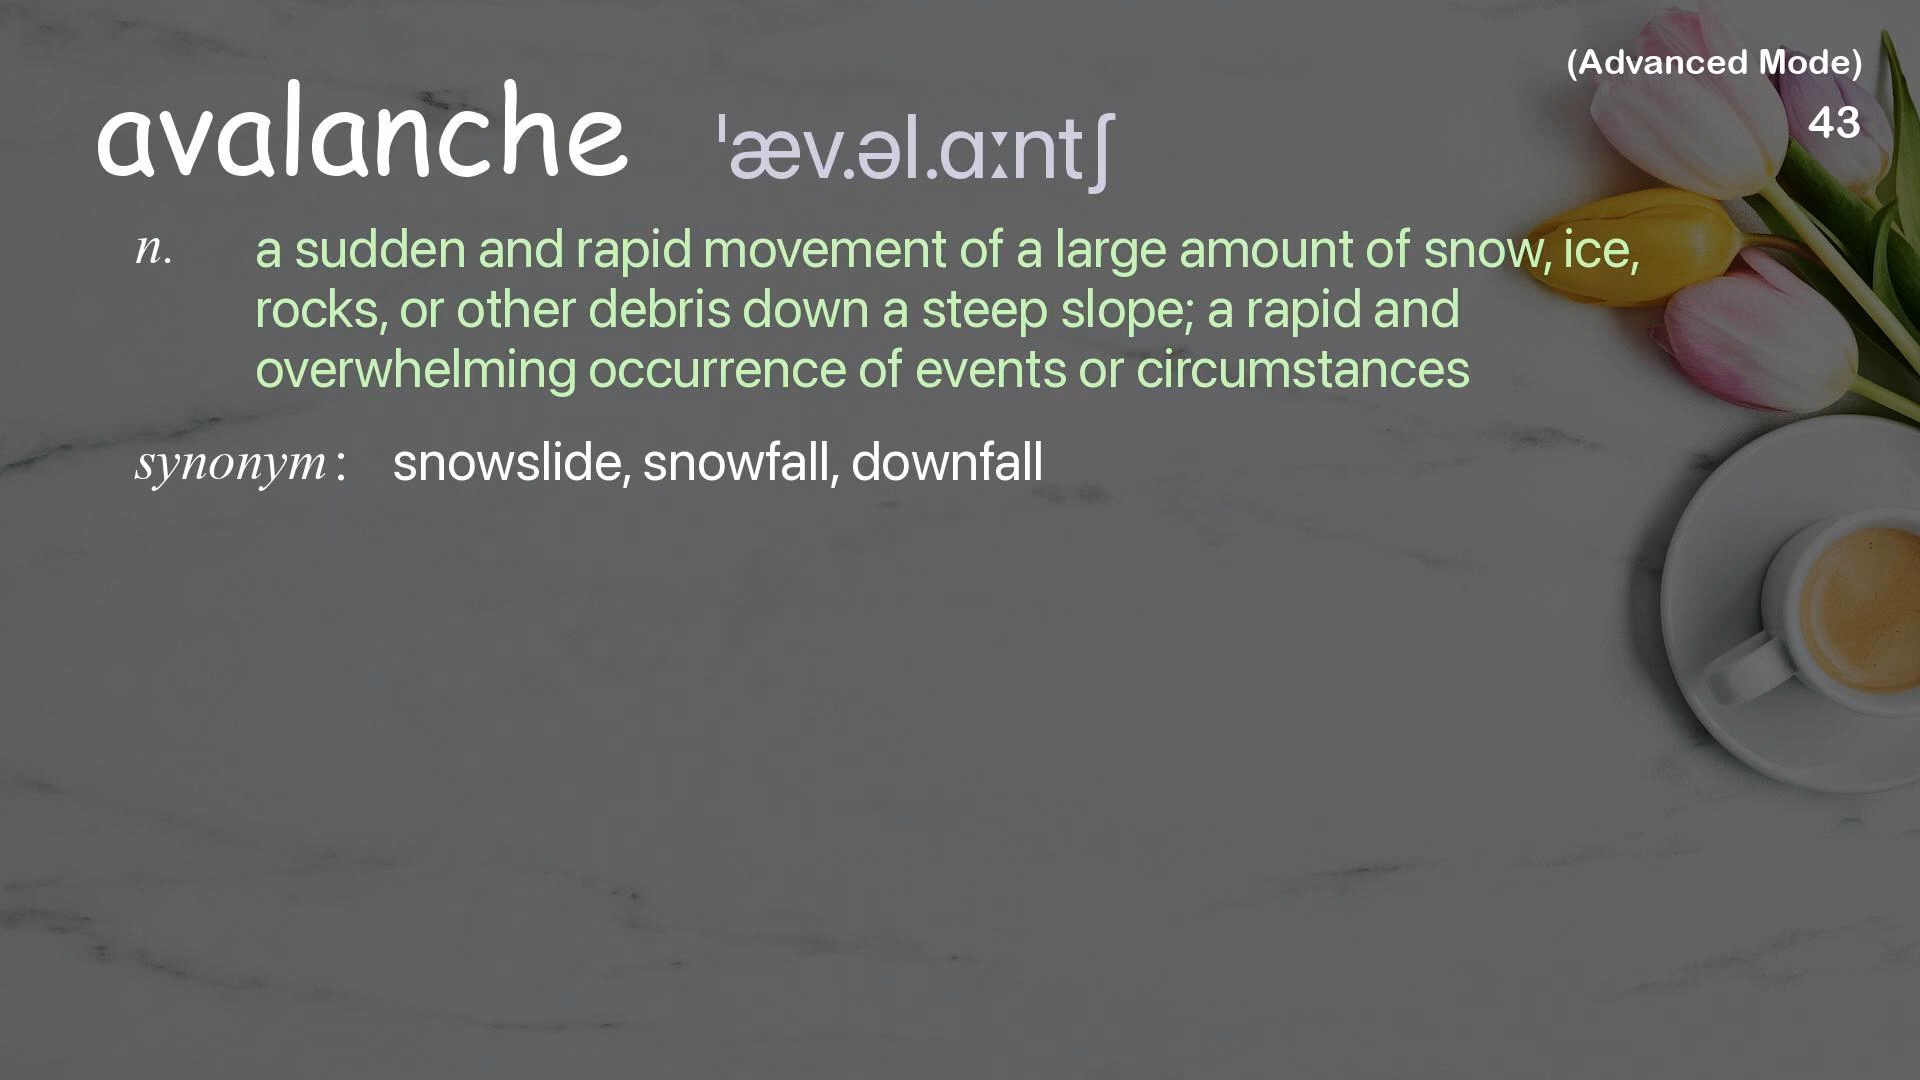 (Advanced Mode)
43
avalanche ˈæv.əl.ɑːntʃ
n. a sudden and rapid movement of a large amount of snow, ice,
rocks, or other debris down a steep slope; a rapid and
overwhelming occurrence of events or circumstances
synonym: snowslide, snowfall, downfall